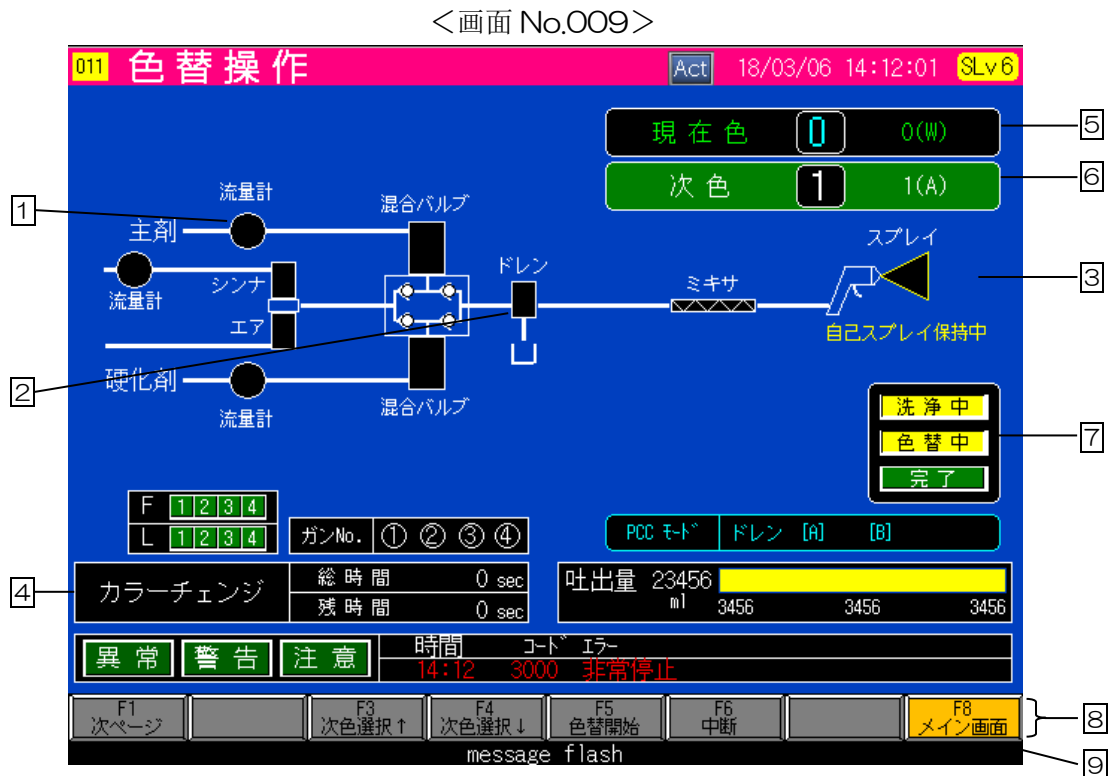 ＜画面 No.009＞
011 色替操作 Act 18/03/06 14:12:01 SLv6
現在色 0 0(W)
5
次色 1 1(A)
6
1
流量計
混合バルブ
主剤
スプレイ
ドレン
流量計
シンナ
ミキサ
3
エア
自己スプレイ保持中
2
硬化剤
流量計
混合バルブ
洗浄中
色替中
7
完了
F 1 2 3 4
L 1 2 3 4
ガンNo. ① ② ③ ④
PCC ﾓｰﾄﾞ ドレン [A] [B]
4
カラーチェンジ
総時間 0 sec
残時間 0 sec
吐出量 23456 ml
3456 3456 3456
異常 警告 注意
時間 ｺｰﾄﾞ ｴﾗｰ
14:12 3000 非常停止
F1 次ページ
F3 次色選択↑
F4 次色選択↓
F5 色替開始
F6 中断
F8 メイン画面
8
message flash
9